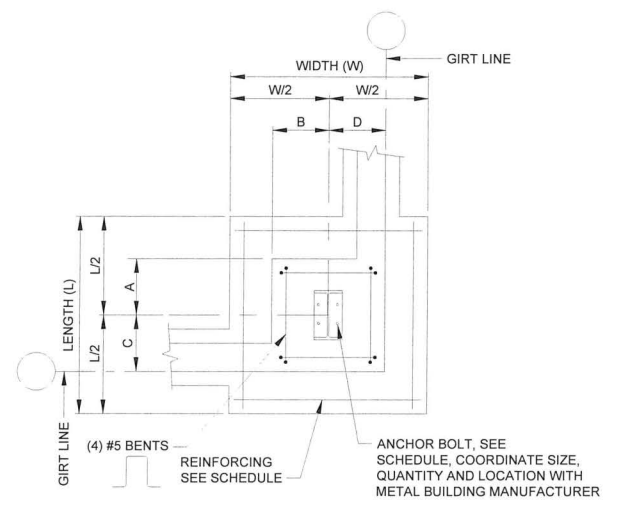 GIRT LINE
WIDTH (W)
W/2
W/2
B
D
LENGTH (L)
L/2
A
C
L/2
GIRT LINE
(4) #5 BENTS
REINFORCING
SEE SCHEDULE
ANCHOR BOLT, SEE
SCHEDULE, COORDINATE SIZE,
QUANTITY AND LOCATION WITH
METAL BUILDING MANUFACTURER